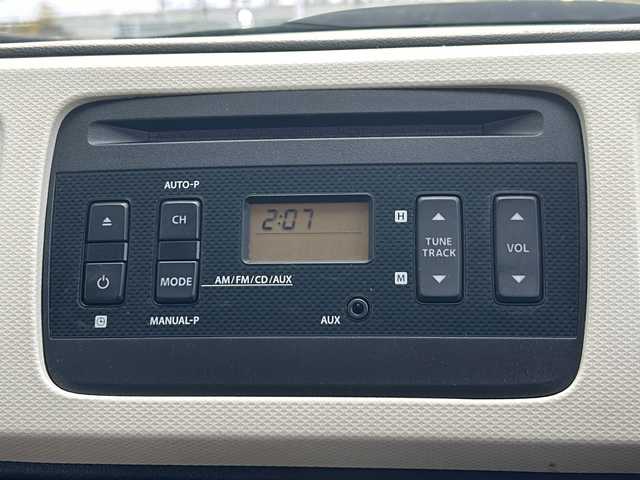 AUTO-P
CH
2:07
H
TUNE
TRACK
VOL
MODE
AM/FM/CD/AUX
M
MANUAL-P
AUX